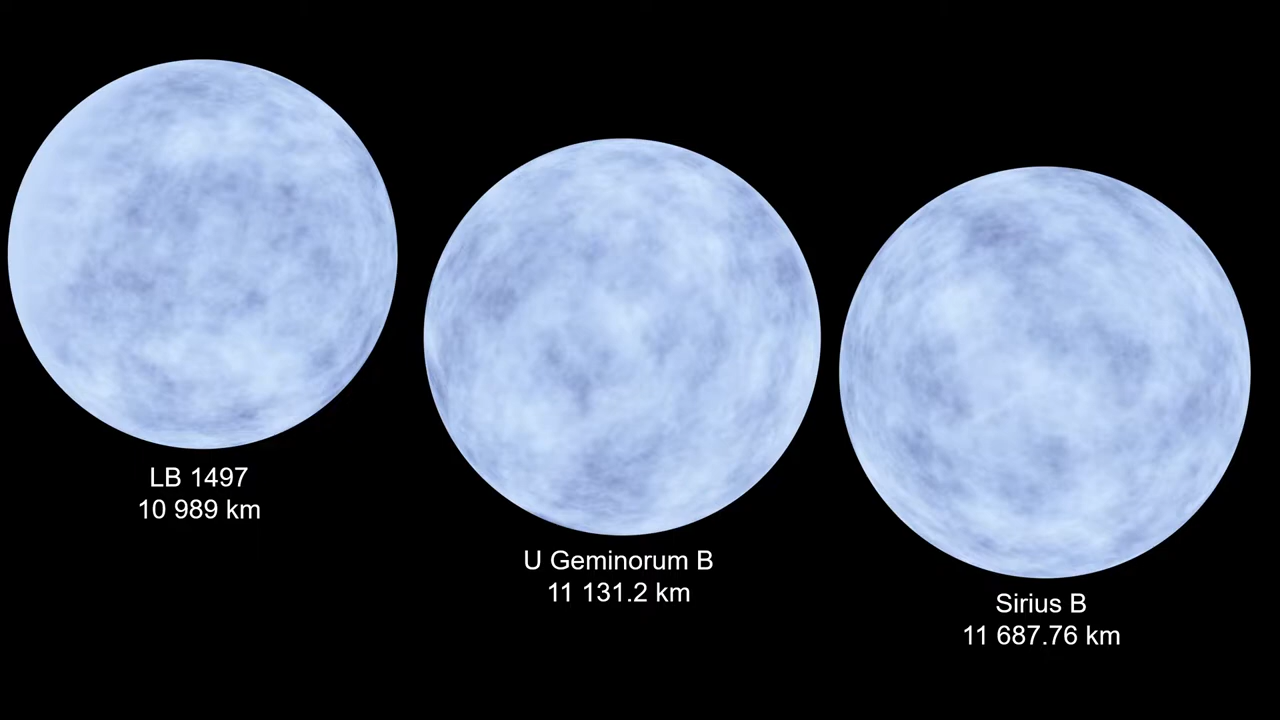 LB 1497
10 989 km
U Geminorum B
11 131.2 km
Sirius B
11 687.76 km